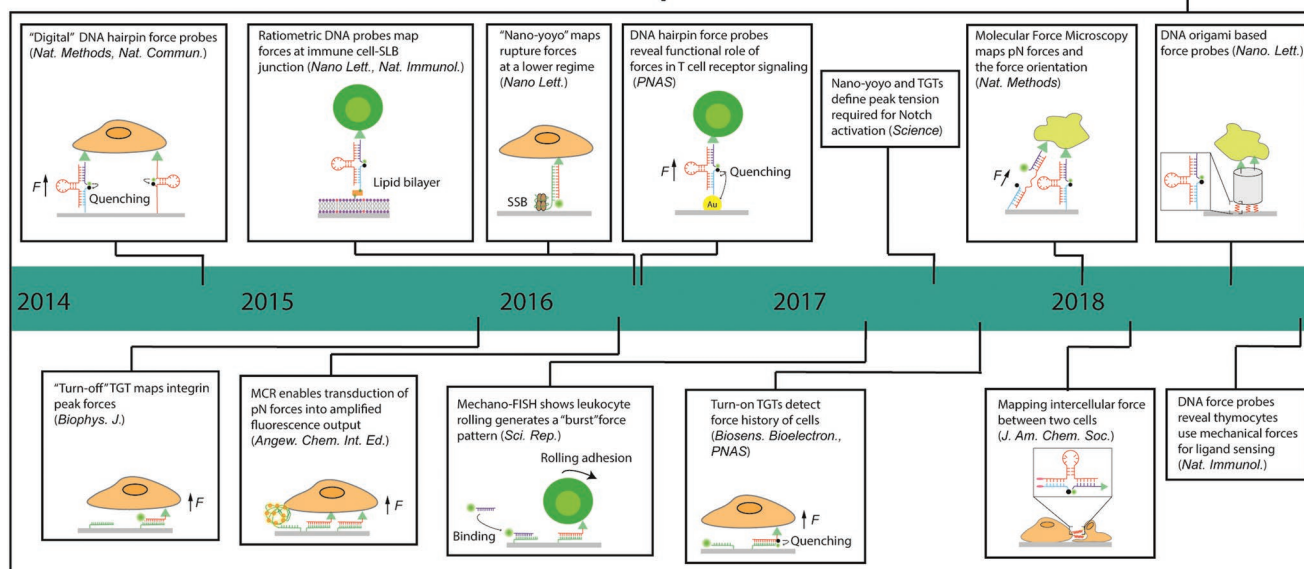 "Digital" DNA hairpin force probes
(Nat. Methods, Nat. Commun.)
F
Quenching
Ratiometric DNA probes map
forces at immune cell-SLB
junction (Nano Lett., Nat. Immunol.)
Lipid bilayer
"Nano-yoyo" maps
rupture forces
at a lower regime
(Nano Lett.)
SSB
DNA hairpin force probes
reveal functional role of
forces in T cell receptor signaling
(PNAS)
F
Quenching
Au
Nano-yoyo and TGTs
define peak tension
required for Notch
activation (Science)
Molecular Force Microscopy
maps pN forces and
the force orientation
(Nat. Methods)
F
DNA origami based
force probes (Nano. Lett.)
2014
2015
2016
2017
2018
"Turn-off" TGT maps integrin
peak forces
(Biophys. J.)
F
MCR enables transduction of
pN forces into amplified
fluorescence output
(Angew. Chem. Int. Ed.)
F
Mechano-FISH shows leukocyte
rolling generates a "burst" force
pattern (Sci. Rep.)
Rolling adhesion
Binding
Turn-on TGTs detect
force history of cells
(Biosens. Bioelectron.,
PNAS)
F
Quenching
Mapping intercellular force
between two cells
(J. Am. Chem. Soc.)
DNA force probes
reveal thymocytes
use mechanical forces
for ligand sensing
(Nat. Immunol.)